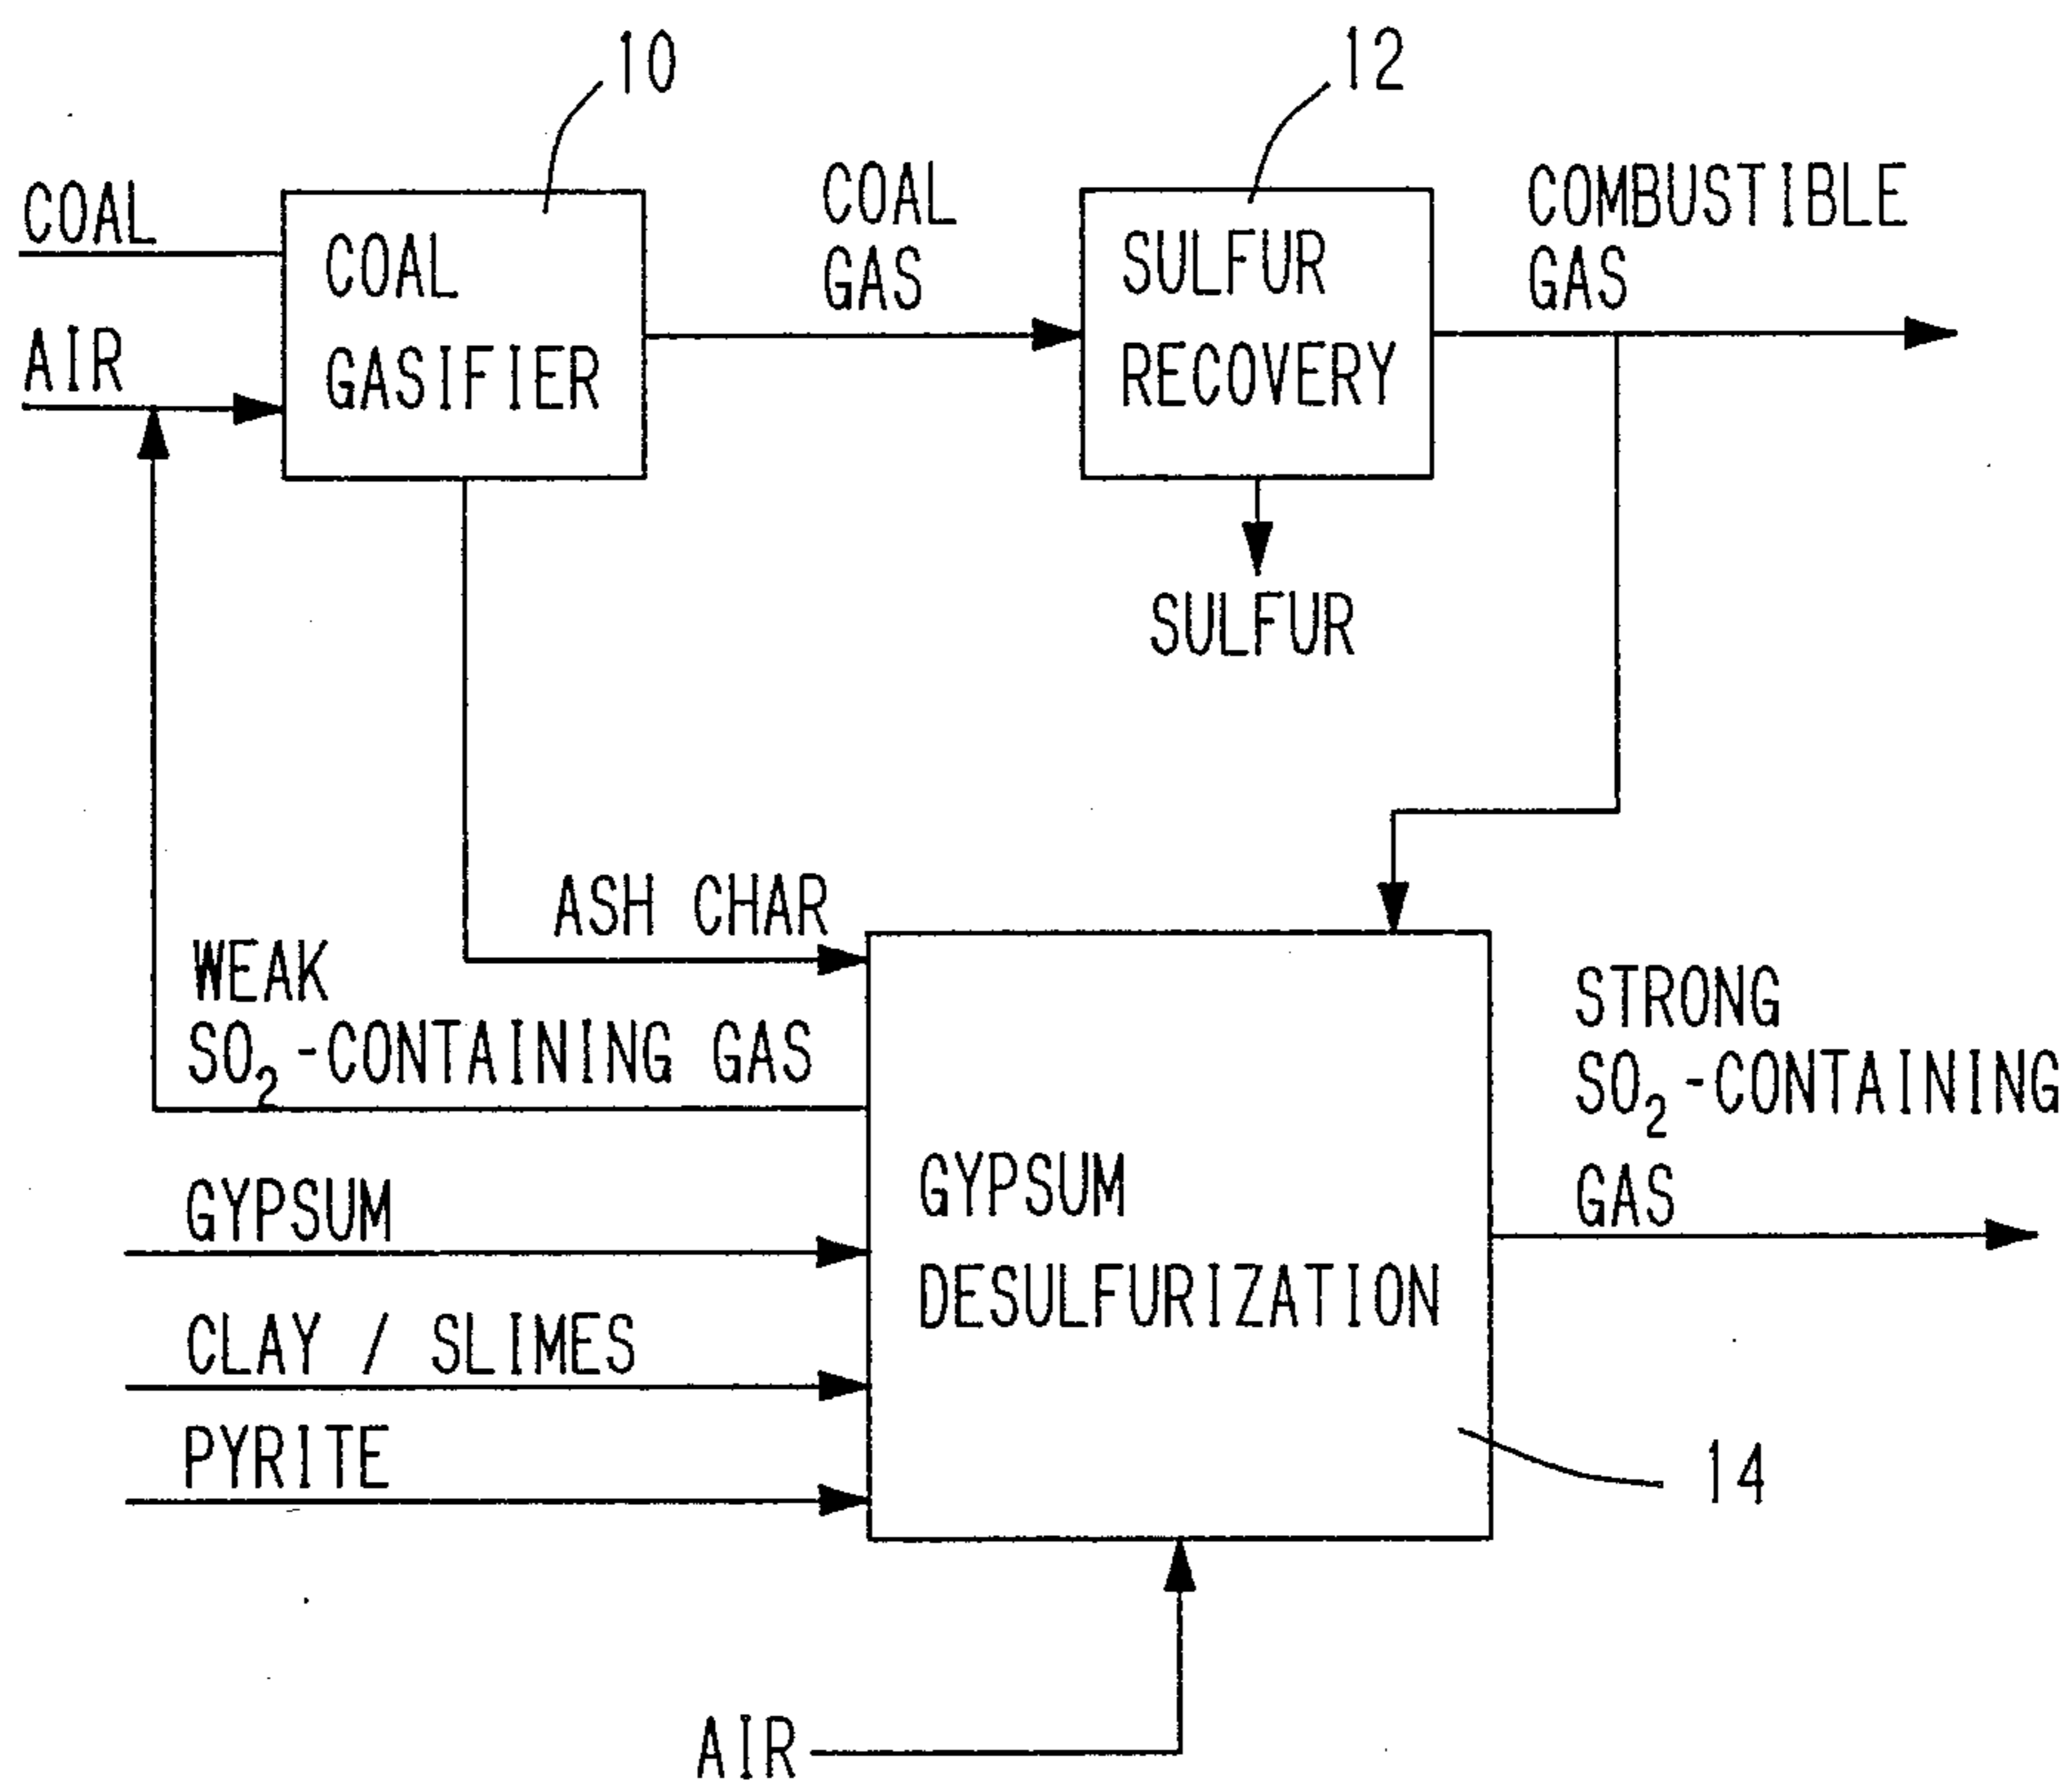 10
12
COAL
AIR
COAL
GASIFIER
COAL
GAS
SULFUR
RECOVERY
COMBUSTIBLE
GAS
SULFUR
ASH CHAR
WEAK
SO₂-CONTAINING GAS
GYPSUM
CLAY / SLIMES
PYRITE
GYPSUM
DESULFURIZATION
STRONG
SO₂-CONTAINING
GAS
14
AIR